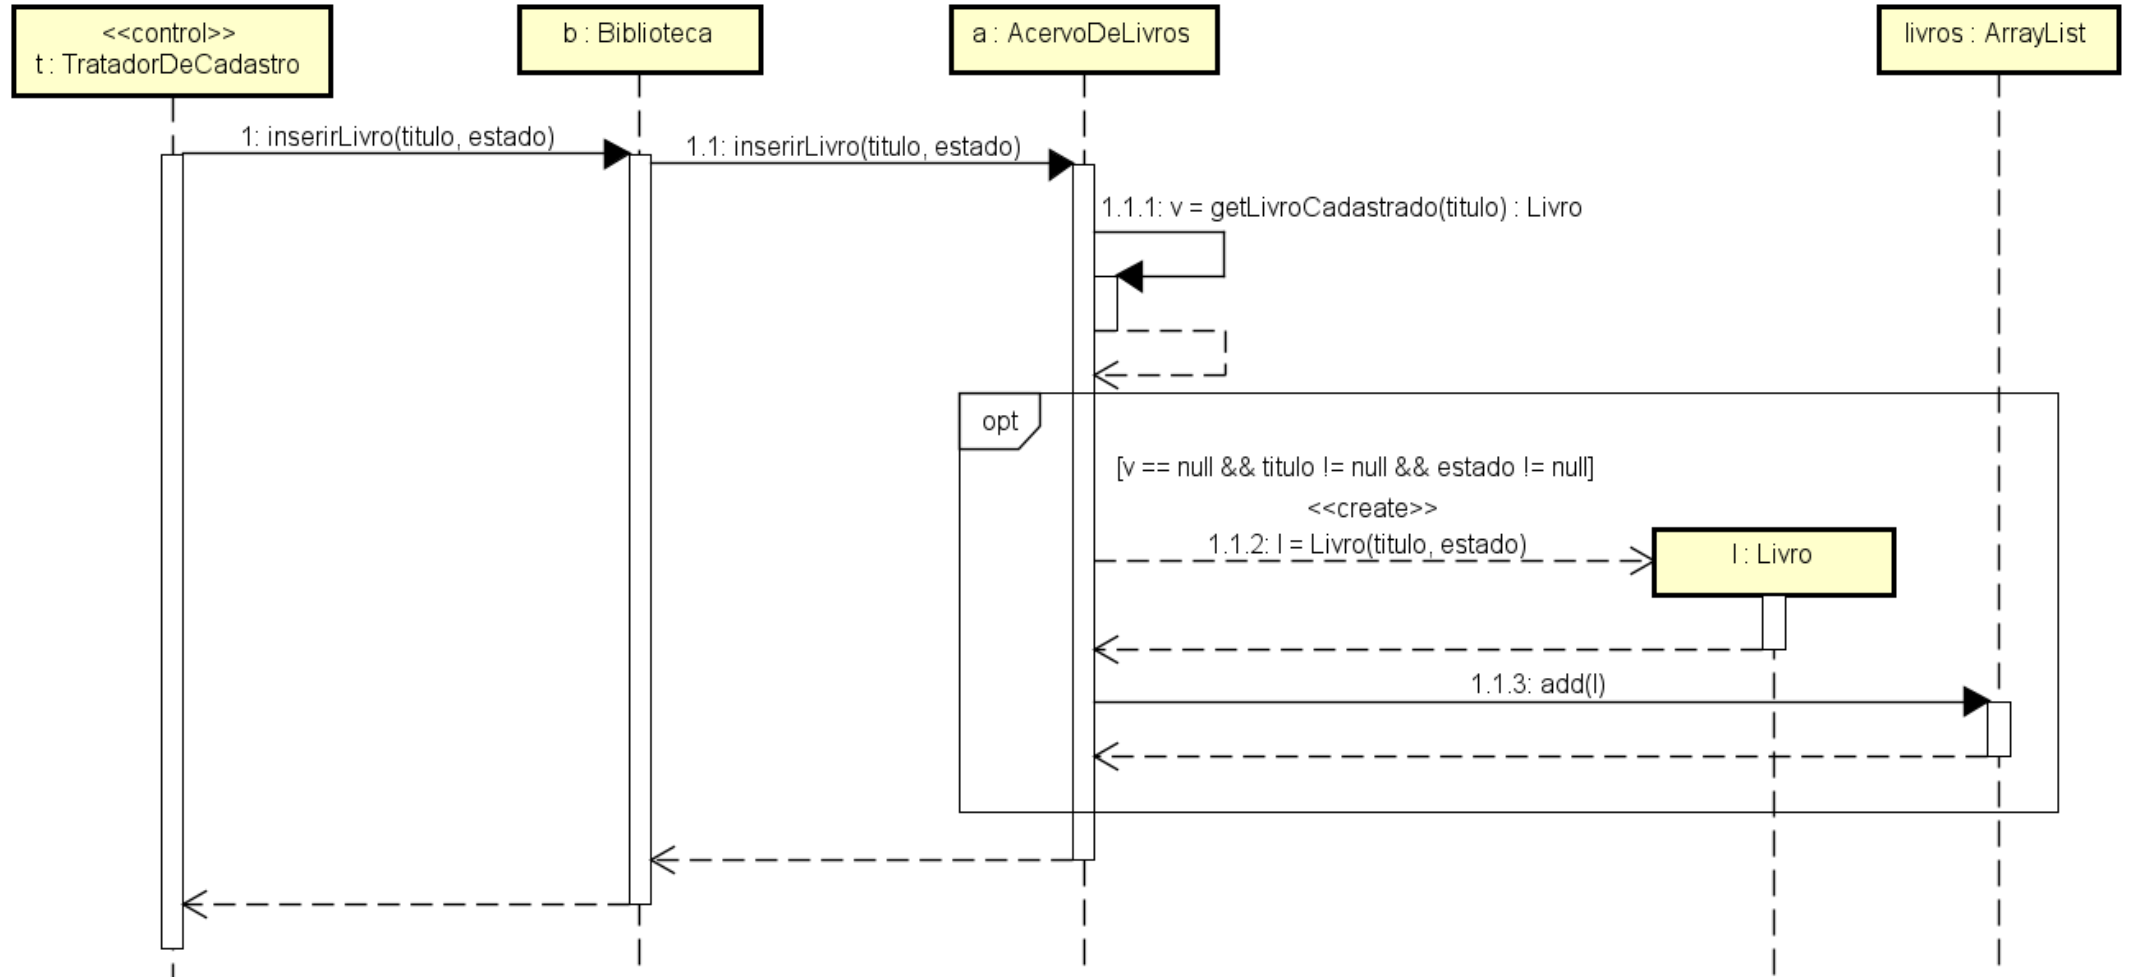 <<control>>
t : TratadorDeCadastro
b : Biblioteca
a : AcervoDeLivros
livros : ArrayList
1: inserirLivro(titulo, estado)
1.1: inserirLivro(titulo, estado)
1.1.1: v = getLivroCadastrado(titulo) : Livro
opt
[v == null && titulo != null && estado != null]
<<create>>
1.1.2: l = Livro(titulo, estado)
l : Livro
1.1.3: add(l)